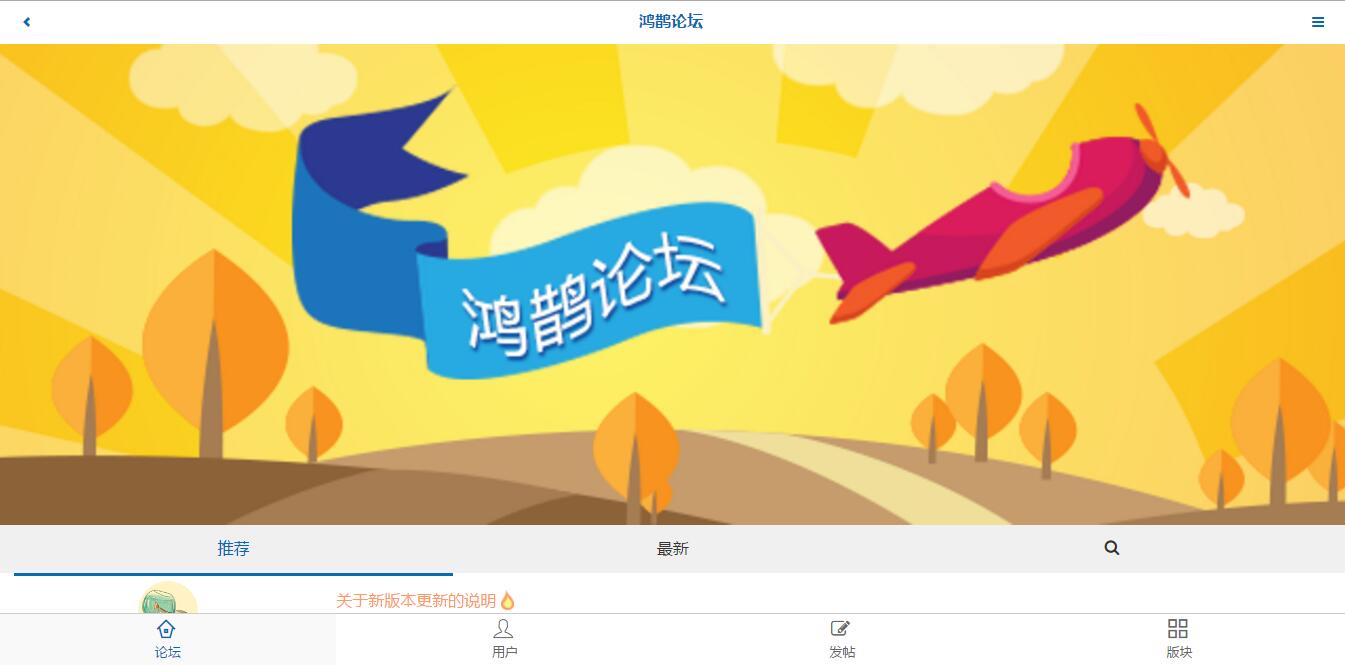 鸿鹊论坛
鸿鹊论坛
推荐
最新
关于新版本更新的说明
论坛
用户
发帖
版块